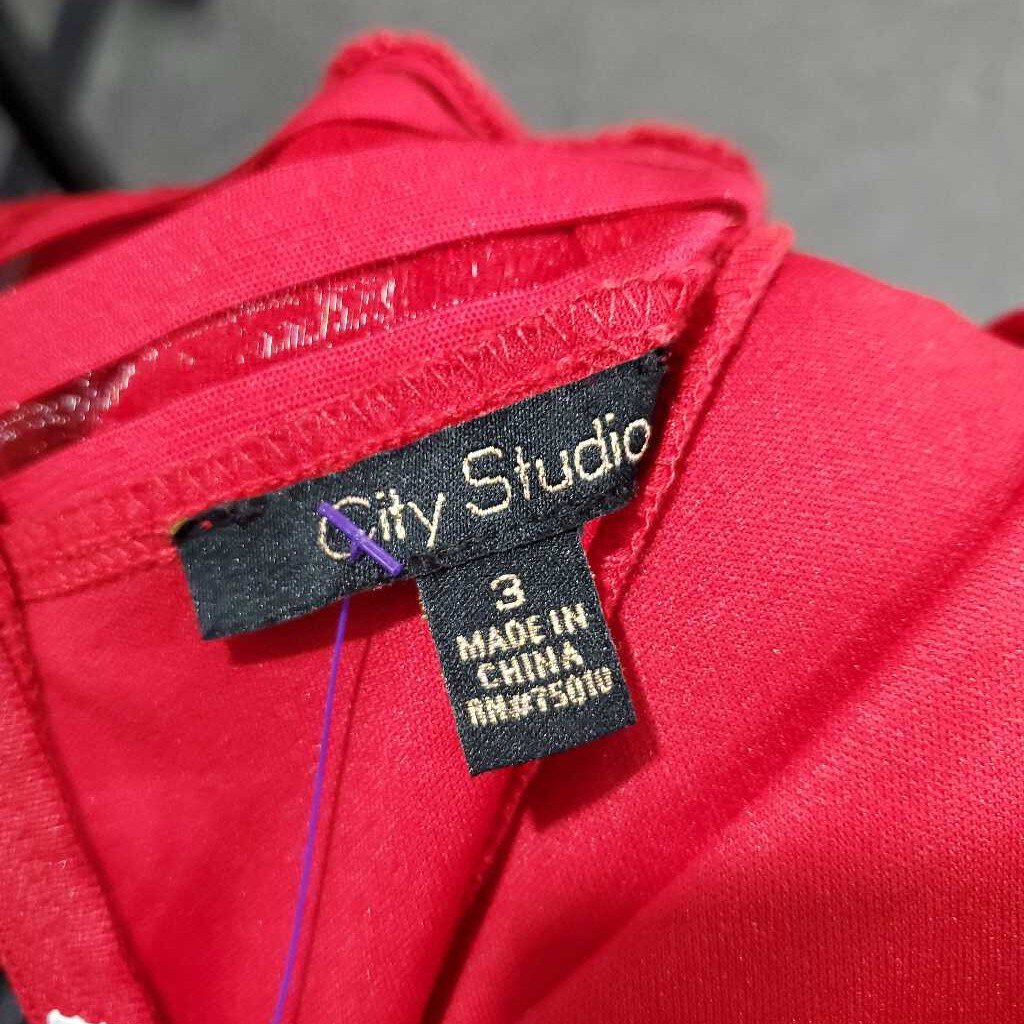 City Studio
3
MADE IN
CHINA
RN#75010